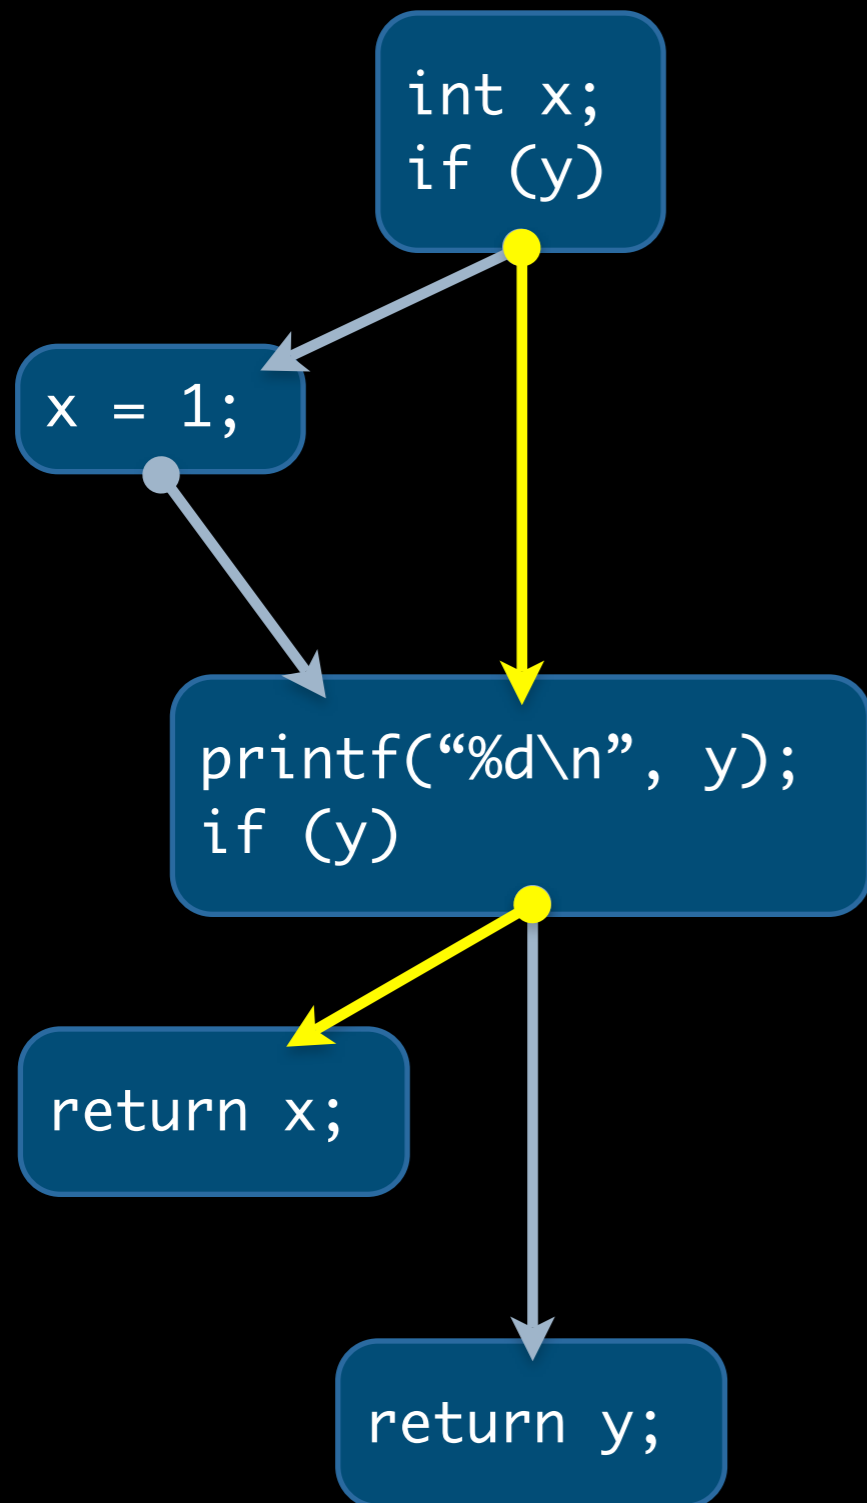 int x;
if (y)
x = 1;
printf(“%d\n”, y);
if (y)
return x;
return y;